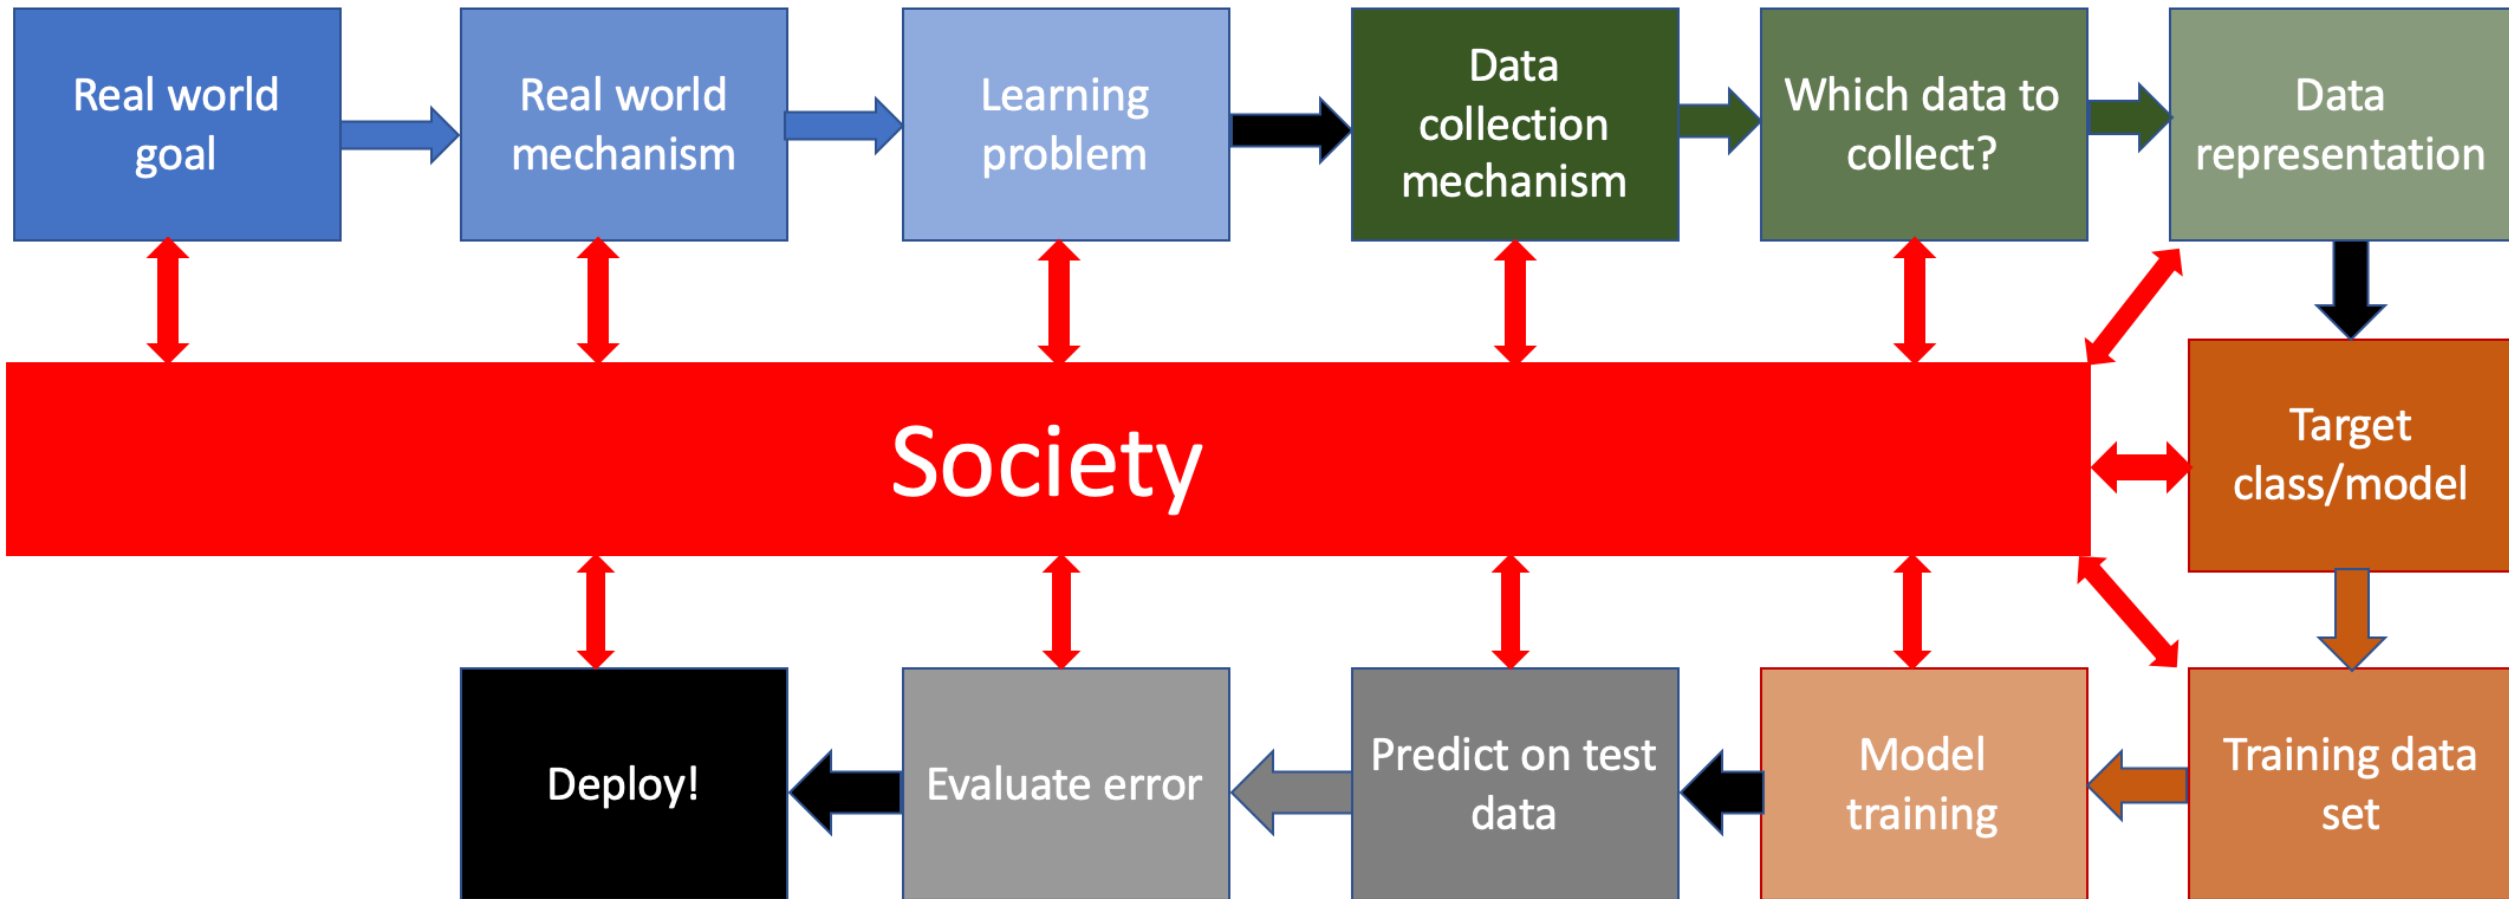 Real world
goal
Real world
mechanism
Learning
problem
Data
collection
mechanism
Which data to
collect?
Data
representation
Society
Target
class/model
Deploy!
Evaluate error
Predict on test
data
Model
training
Training data
set